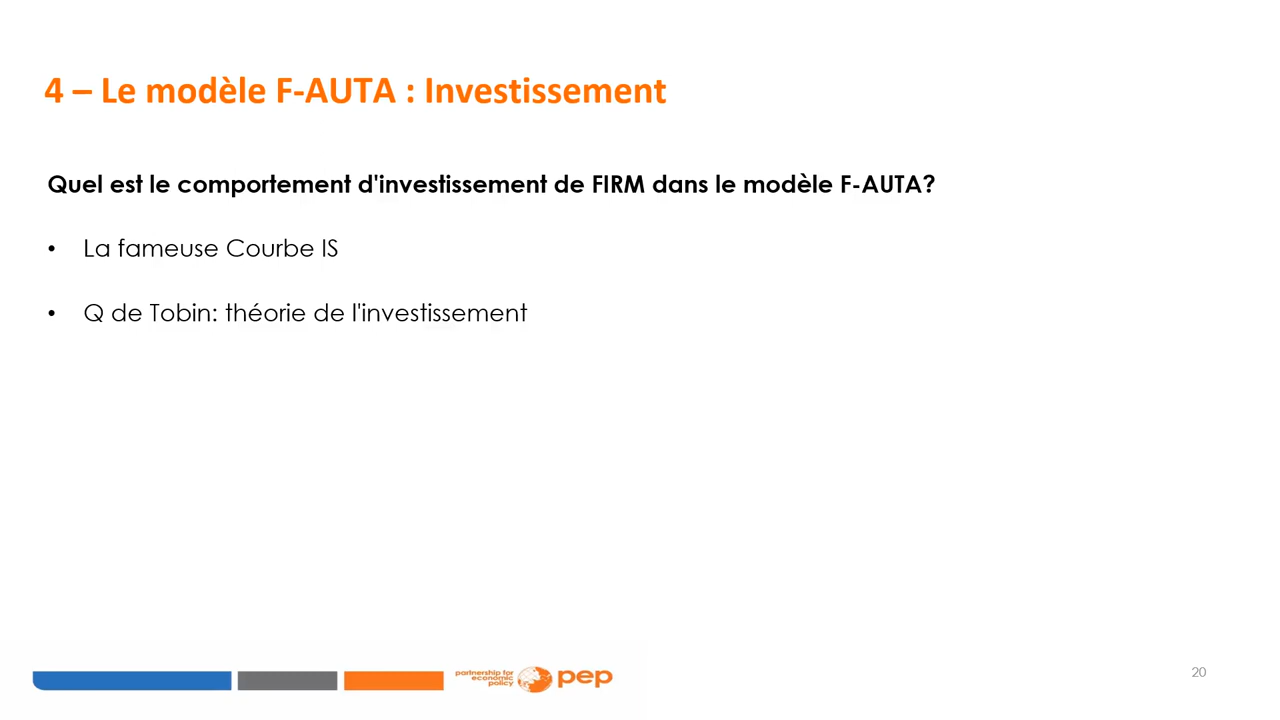 4 – Le modèle F-AUTA : Investissement
Quel est le comportement d'investissement de FIRM dans le modèle F-AUTA?
• La fameuse Courbe IS
• Q de Tobin: théorie de l'investissement
partnership for
economic
policy
pep
20